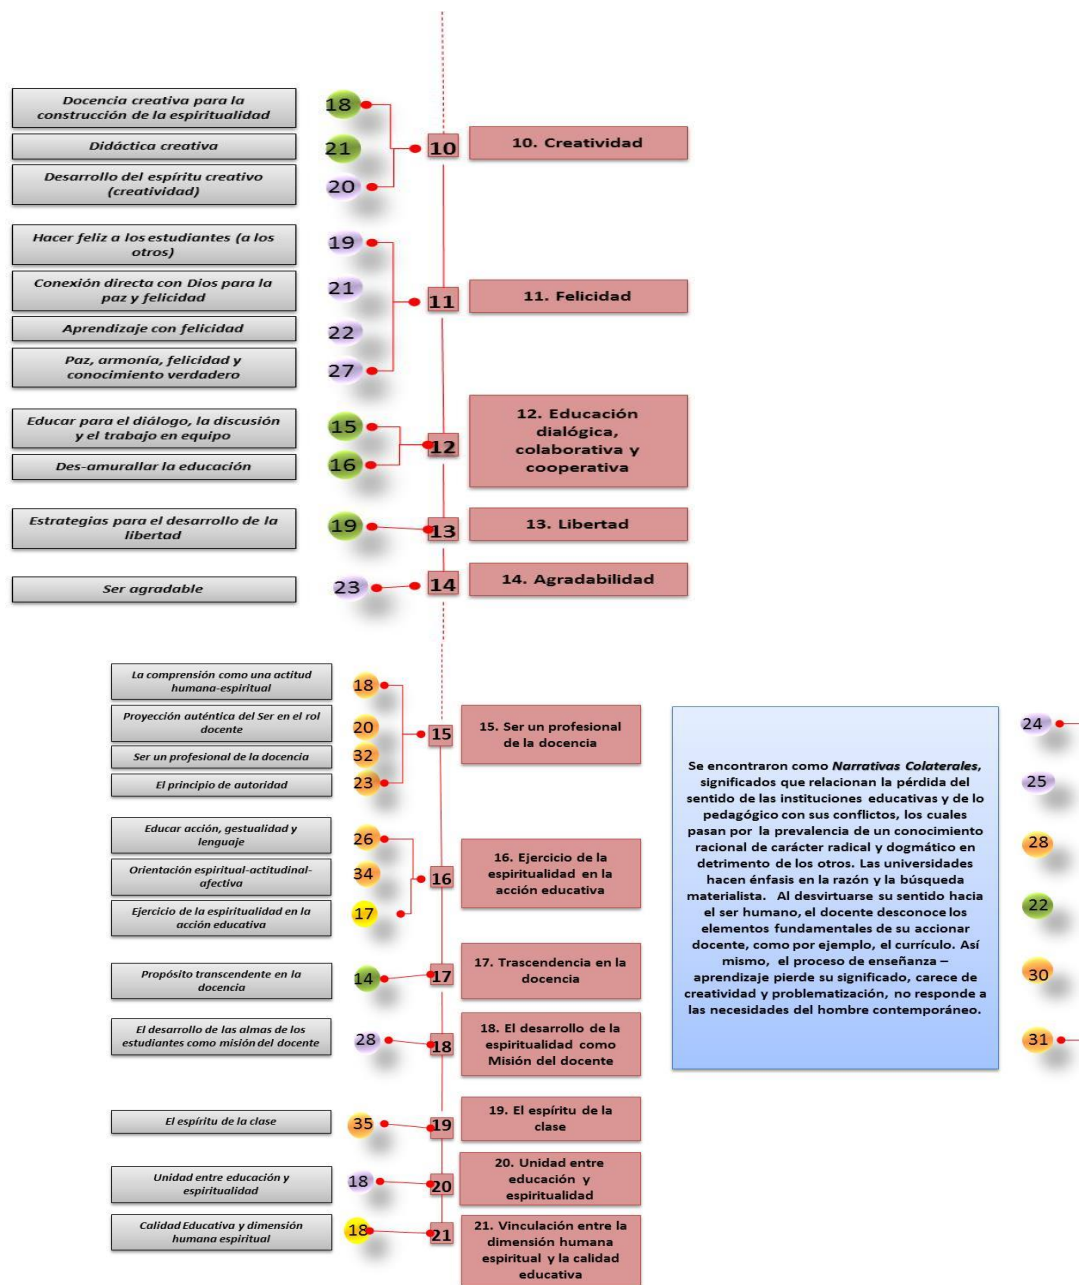 Docencia creativa para la
construcción de la espiritualidad
18
Didáctica creativa
21
Desarrollo del espíritu creativo
(creatividad)
20
10
10. Creatividad
Hacer feliz a los estudiantes (a los
otros)
19
Conexión directa con Dios para la
paz y felicidad
21
Aprendizaje con felicidad
22
Paz, armonía, felicidad y
conocimiento verdadero
27
11
11. Felicidad
Educar para el diálogo, la discusión
y el trabajo en equipo
15
Des-amurallar la educación
16
12
12. Educación
dialógica,
colaborativa y
cooperativa
Estrategias para el desarrollo de la
libertad
19
13
13. Libertad
Ser agradable
23
14
14. Agradabilidad
La comprensión como una actitud
humana-espiritual
18
Proyección auténtica del Ser en el rol
docente
20
Ser un profesional de la docencia
32
El principio de autoridad
23
15
15. Ser un profesional
de la docencia
Educar acción, gestualidad y
lenguaje
26
Orientación espiritual-actitudinal-
afectiva
34
Ejercicio de la espiritualidad en la
acción educativa
17
16
16. Ejercicio de la
espiritualidad en la
acción educativa
Propósito transcendente en la
docencia
14
17
17. Trascendencia en la
docencia
El desarrollo de las almas de los
estudiantes como misión del docente
28
18
18. El desarrollo de la
espiritualidad como
Misión del docente
El espíritu de la clase
35
19
19. El espíritu de la
clase
Unidad entre educación y
espiritualidad
18
20
20. Unidad entre
educación y
espiritualidad
Calidad Educativa y dimensión
humana espiritual
18
21
21. Vinculación entre la
dimensión humana
espiritual y la calidad
educativa
Se encontraron como Narrativas Colaterales,
significados que relacionan la pérdida del
sentido de las instituciones educativas y de lo
pedagógico con sus conflictos, los cuales
pasan por la prevalencia de un conocimiento
racional de carácter radical y dogmático en
detrimento de los otros. Las universidades
hacen énfasis en la razón y la búsqueda
materialista. Al desvirtuarse su sentido hacia
el ser humano, el docente desconoce los
elementos fundamentales de su accionar
docente, como por ejemplo, el currículo. Así
mismo, el proceso de enseñanza –
aprendizaje pierde su significado, carece de
creatividad y problematización, no responde a
las necesidades del hombre contemporáneo.
24
25
28
22
30
31